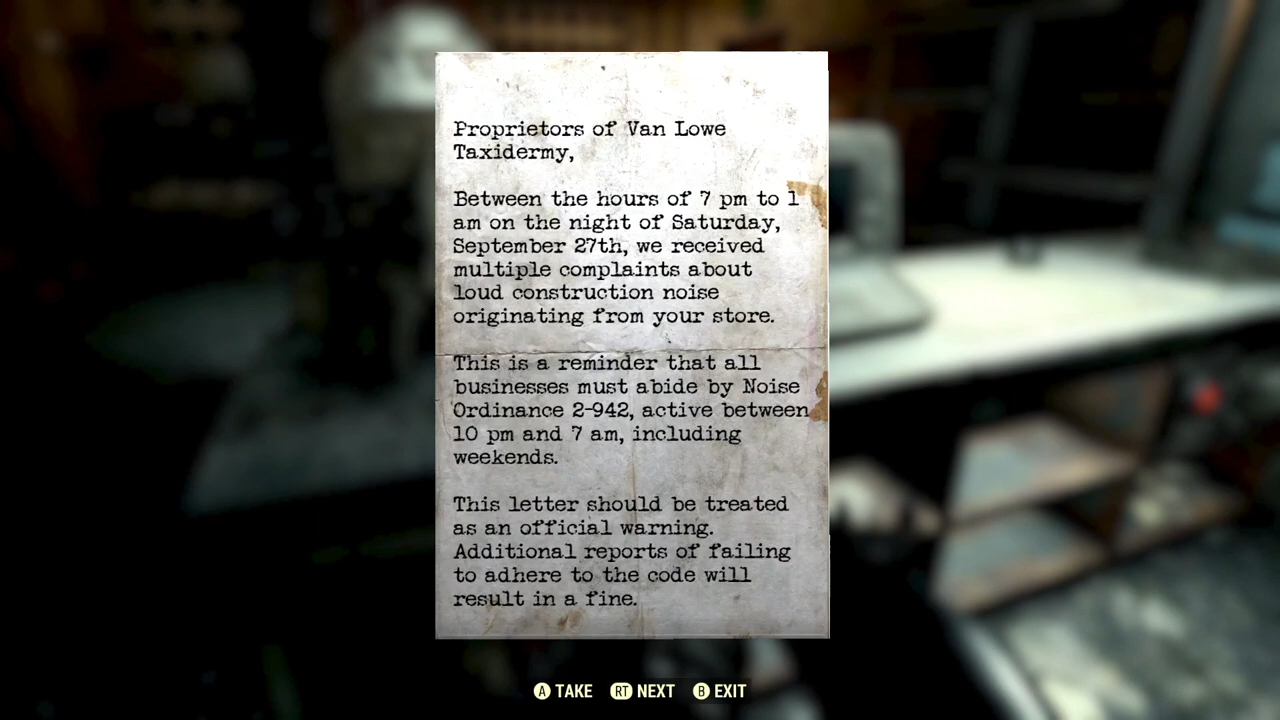 Proprietors of Van Lowe
Taxidermy,
Between the hours of 7 pm to 1
am on the night of Saturday,
September 27th, we received
multiple complaints about
loud construction noise
originating from your store.
This is a reminder that all
businesses must abide by Noise
Ordinance 2-942, active between
10 pm and 7 am, including
weekends.
This letter should be treated
as an official warning.
Additional reports of failing
to adhere to the code will
result in a fine.
A TAKE RT NEXT B EXIT